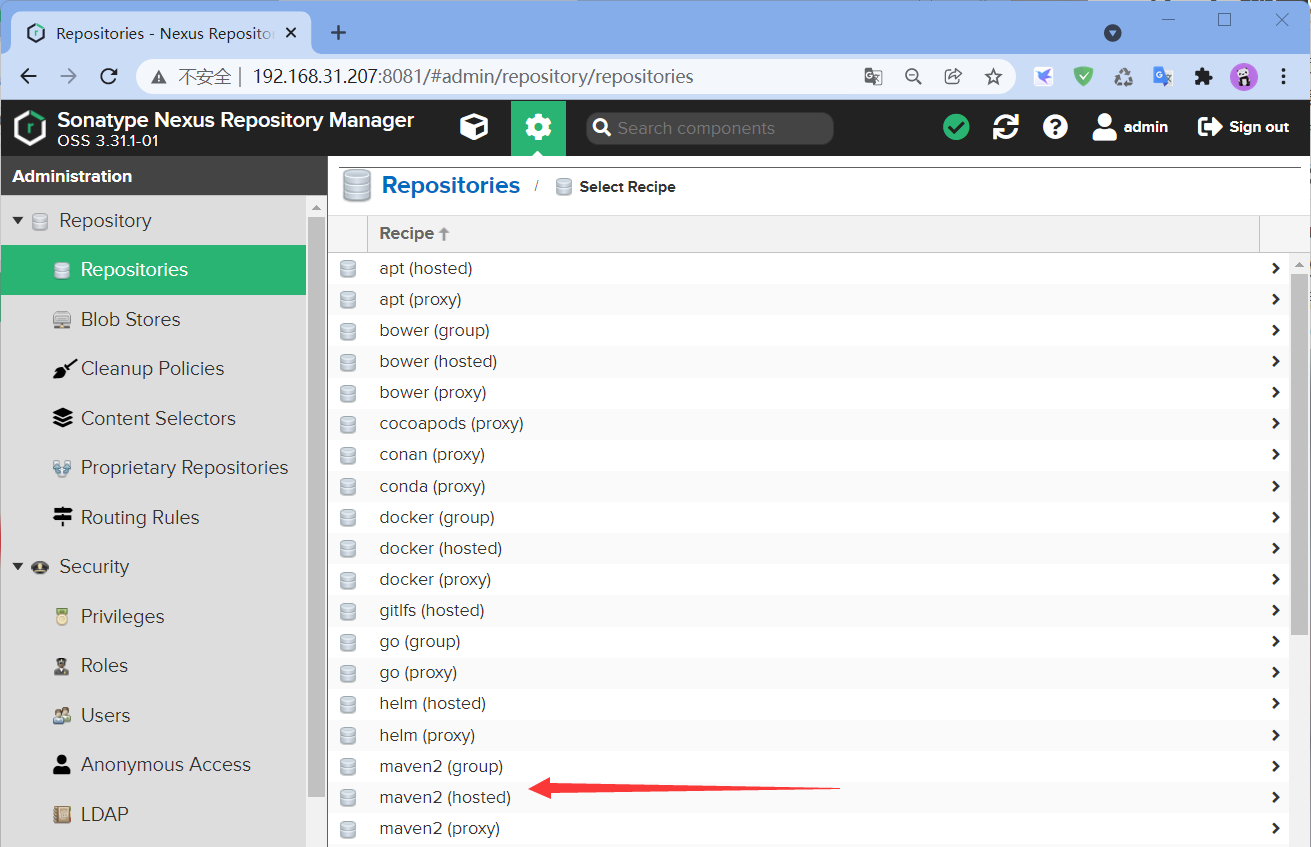 Repositories - Nexus Repositor
不安全 | 192.168.31.207:8081/#admin/repository/repositories
Sonatype Nexus Repository Manager
OSS 3.31.1-01
Search components
admin
Sign out
Administration
Repositories / Select Recipe
Repository
Repositories
Blob Stores
Cleanup Policies
Content Selectors
Proprietary Repositories
Routing Rules
Security
Privileges
Roles
Users
Anonymous Access
LDAP
Recipe
apt (hosted)
apt (proxy)
bower (group)
bower (hosted)
bower (proxy)
cocoapods (proxy)
conan (proxy)
conda (proxy)
docker (group)
docker (hosted)
docker (proxy)
gitlfs (hosted)
go (group)
go (proxy)
helm (hosted)
helm (proxy)
maven2 (group)
maven2 (hosted)
maven2 (proxy)